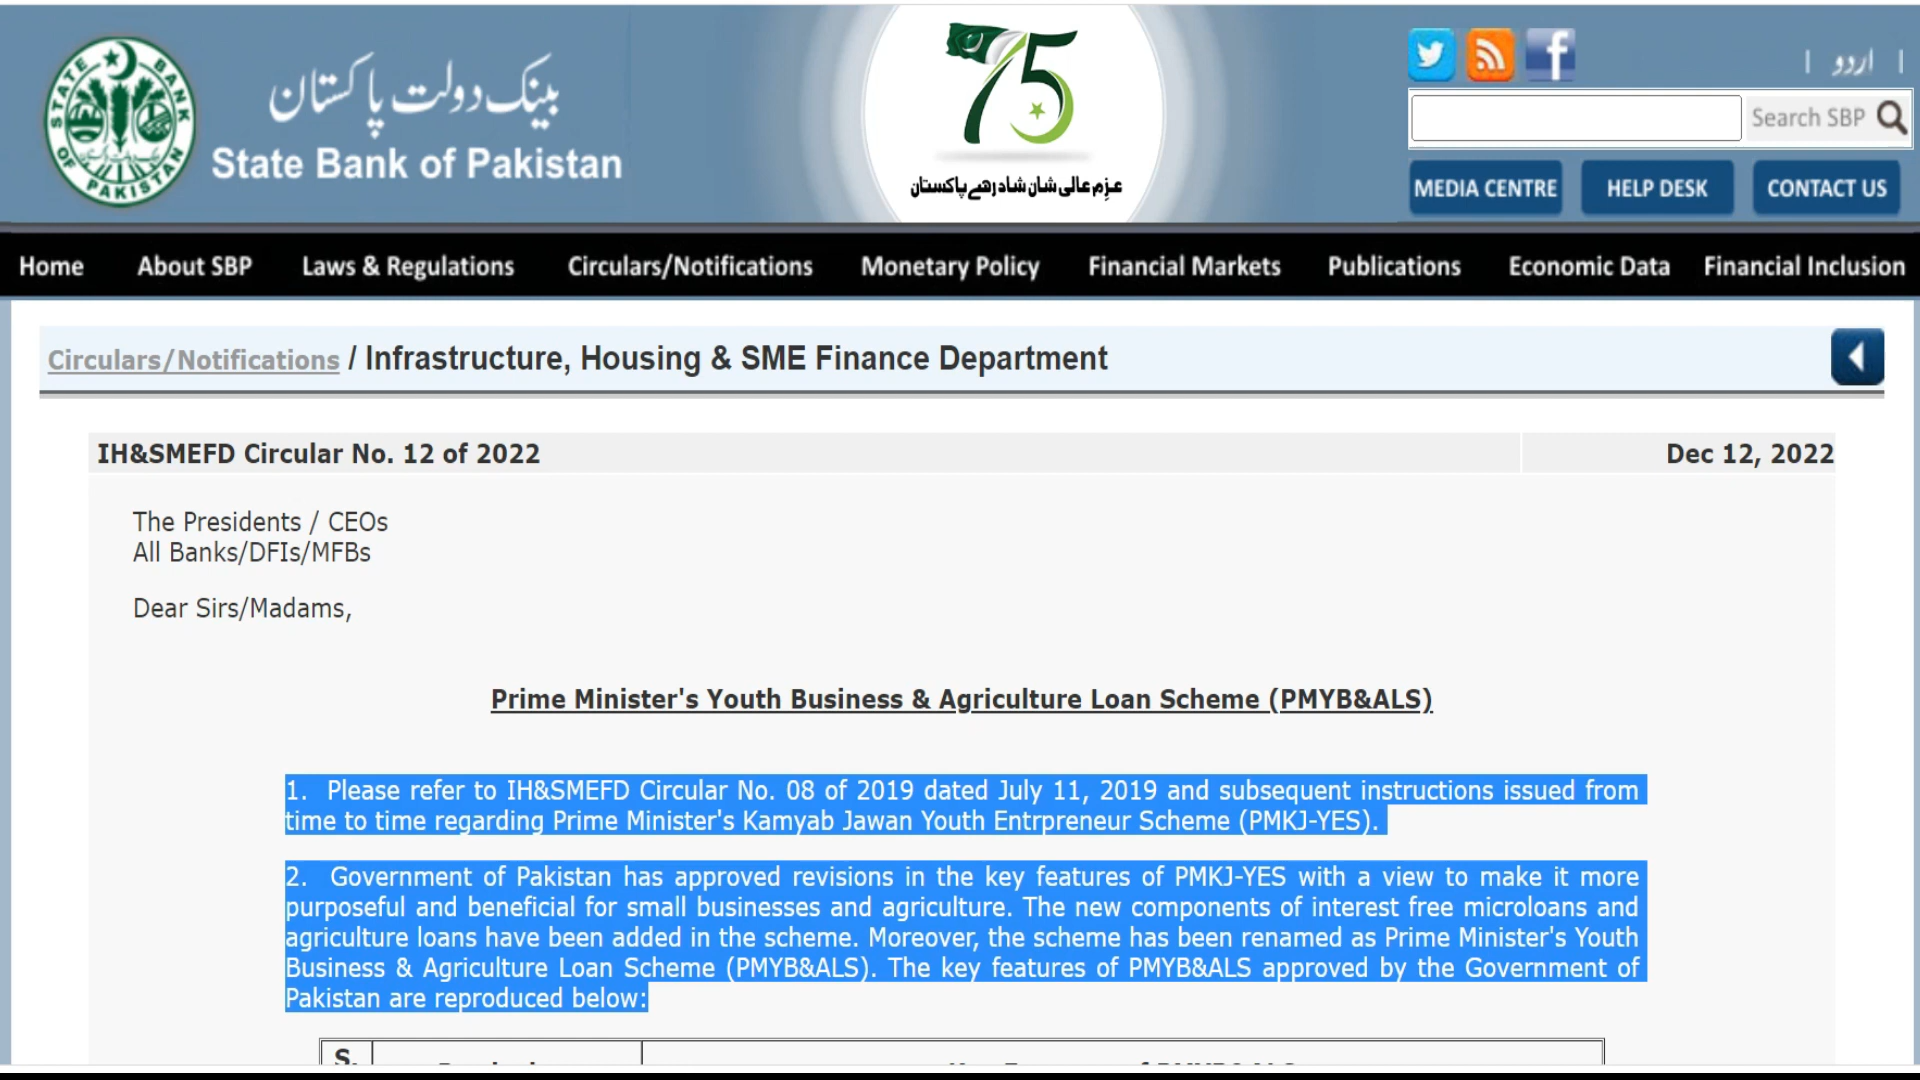 STATE BANK OF PAKISTAN
بینک دولت پاکستان
State Bank of Pakistan
75
عزم عالی شان شاد رہے پاکستان
| اردو |
Search SBP
MEDIA CENTRE HELP DESK CONTACT US
Home About SBP Laws & Regulations Circulars/Notifications Monetary Policy Financial Markets Publications Economic Data Financial Inclusion
Circulars/Notifications / Infrastructure, Housing & SME Finance Department
IH&SMEFD Circular No. 12 of 2022 Dec 12, 2022
The Presidents / CEOs
All Banks/DFIs/MFBs
Dear Sirs/Madams,
Prime Minister's Youth Business & Agriculture Loan Scheme (PMYB&ALS)
1. Please refer to IH&SMEFD Circular No. 08 of 2019 dated July 11, 2019 and subsequent instructions issued from
time to time regarding Prime Minister's Kamyab Jawan Youth Entrpreneur Scheme (PMKJ-YES).
2. Government of Pakistan has approved revisions in the key features of PMKJ-YES with a view to make it more
purposeful and beneficial for small businesses and agriculture. The new components of interest free microloans and
agriculture loans have been added in the scheme. Moreover, the scheme has been renamed as Prime Minister's Youth
Business & Agriculture Loan Scheme (PMYB&ALS). The key features of PMYB&ALS approved by the Government of
Pakistan are reproduced below:
S.